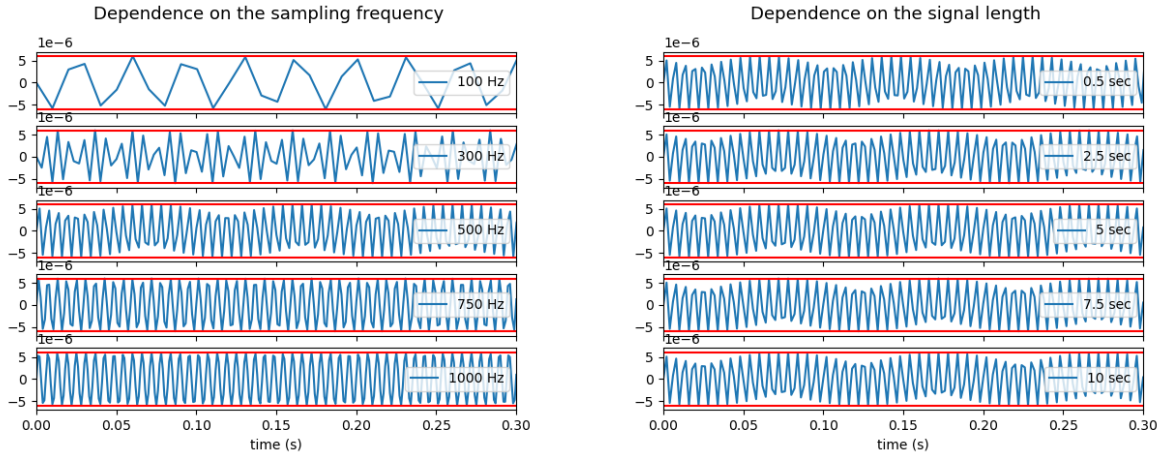 Dependence on the sampling frequency
1e−6
5
0
−5
100 Hz
1e−6
5
0
−5
300 Hz
1e−6
5
0
−5
500 Hz
1e−6
5
0
−5
750 Hz
1e−6
5
0
−5
1000 Hz
0.00 0.05 0.10 0.15 0.20 0.25 0.30
time (s)
Dependence on the signal length
1e−6
5
0
−5
0.5 sec
1e−6
5
0
−5
2.5 sec
1e−6
5
0
−5
5 sec
1e−6
5
0
−5
7.5 sec
1e−6
5
0
−5
10 sec
0.00 0.05 0.10 0.15 0.20 0.25 0.30
time (s)